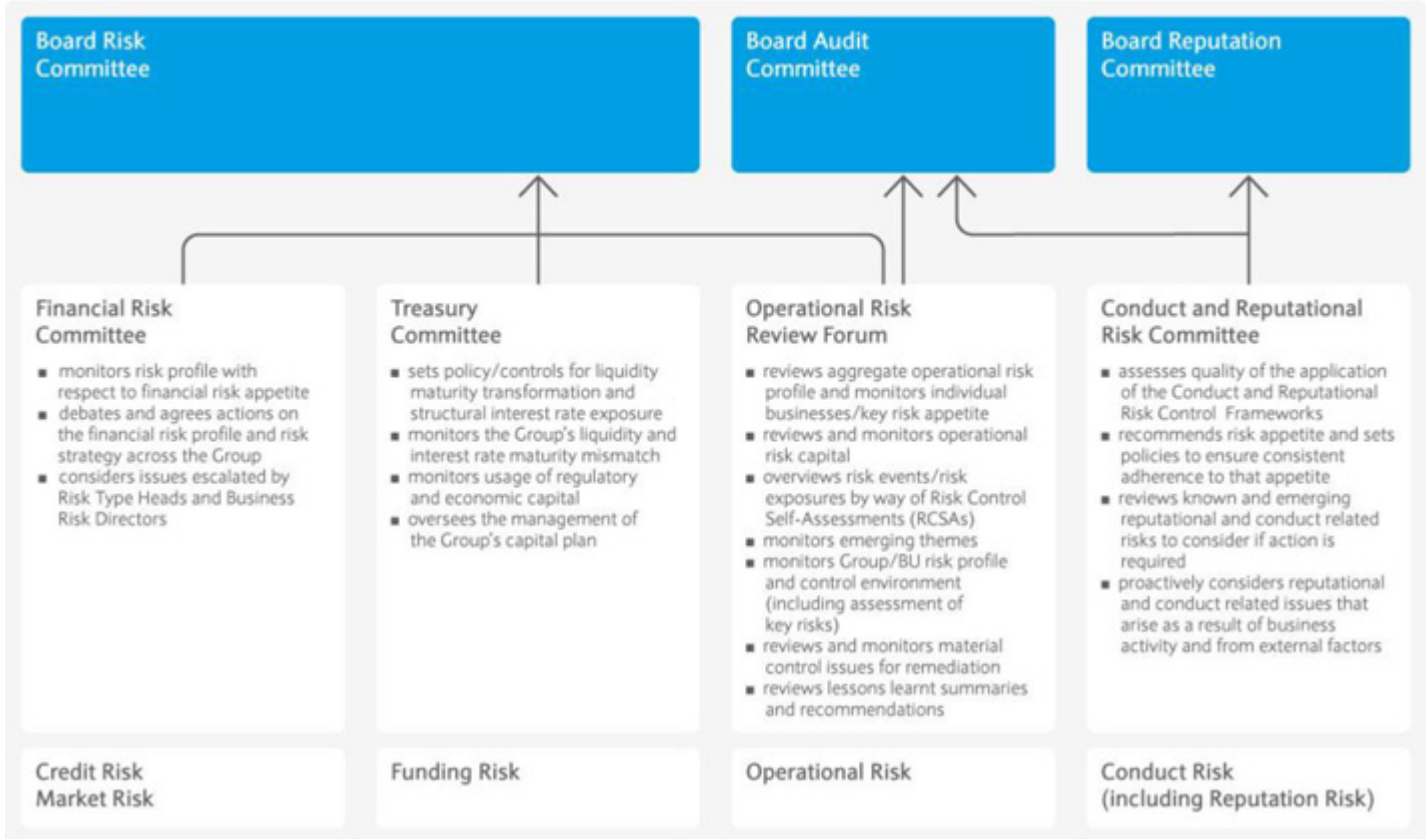 Board Risk
Committee
Board Audit
Committee
Board Reputation
Committee
Financial Risk
Committee
■ monitors risk profile with
respect to financial risk appetite
■ debates and agrees actions on
the financial risk profile and risk
strategy across the Group
■ considers issues escalated by
Risk Type Heads and Business
Risk Directors
Treasury
Committee
■ sets policy/controls for liquidity
maturity transformation and
structural interest rate exposure
■ monitors the Group's liquidity and
interest rate maturity mismatch
■ monitors usage of regulatory
and economic capital
■ oversees the management of
the Group's capital plan
Operational Risk
Review Forum
■ reviews aggregate operational risk
profile and monitors individual
businesses/key risk appetite
■ reviews and monitors operational
risk capital
■ overviews risk events/risk
exposures by way of Risk Control
Self-Assessments (RCSAs)
■ monitors emerging themes
■ monitors Group/BU risk profile
and control environment
(including assessment of
key risks)
■ reviews and monitors material
control issues for remediation
■ reviews lessons learnt summaries
and recommendations
Conduct and Reputational
Risk Committee
■ assesses quality of the application
of the Conduct and Reputational
Risk Control Frameworks
■ recommends risk appetite and sets
policies to ensure consistent
adherence to that appetite
■ reviews known and emerging
reputational and conduct related
risks to consider if action is
required
■ proactively considers reputational
and conduct related issues that
arise as a result of business
activity and from external factors
Credit Risk
Market Risk
Funding Risk
Operational Risk
Conduct Risk
(including Reputation Risk)